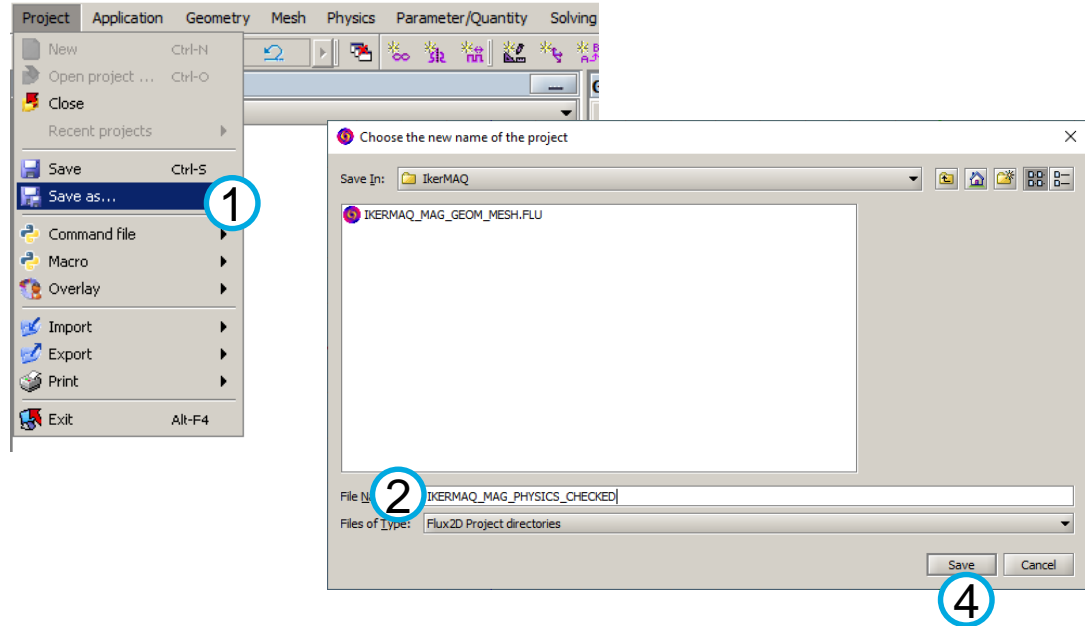 Project Application Geometry Mesh Physics Parameter/Quantity Solving
New Ctrl-N
Open project ... Ctrl-O
Close
Recent projects
Save Ctrl-S
Save as...
1
Command file
Macro
Overlay
Import
Export
Print
Exit Alt-F4
Choose the new name of the project
Save In: IkerMAQ
IKERMAQ_MAG_GEOM_MESH.FLU
File N
2
IKERMAQ_MAG_PHYSICS_CHECKED
Files of Type: Flux2D Project directories
Save Cancel
4